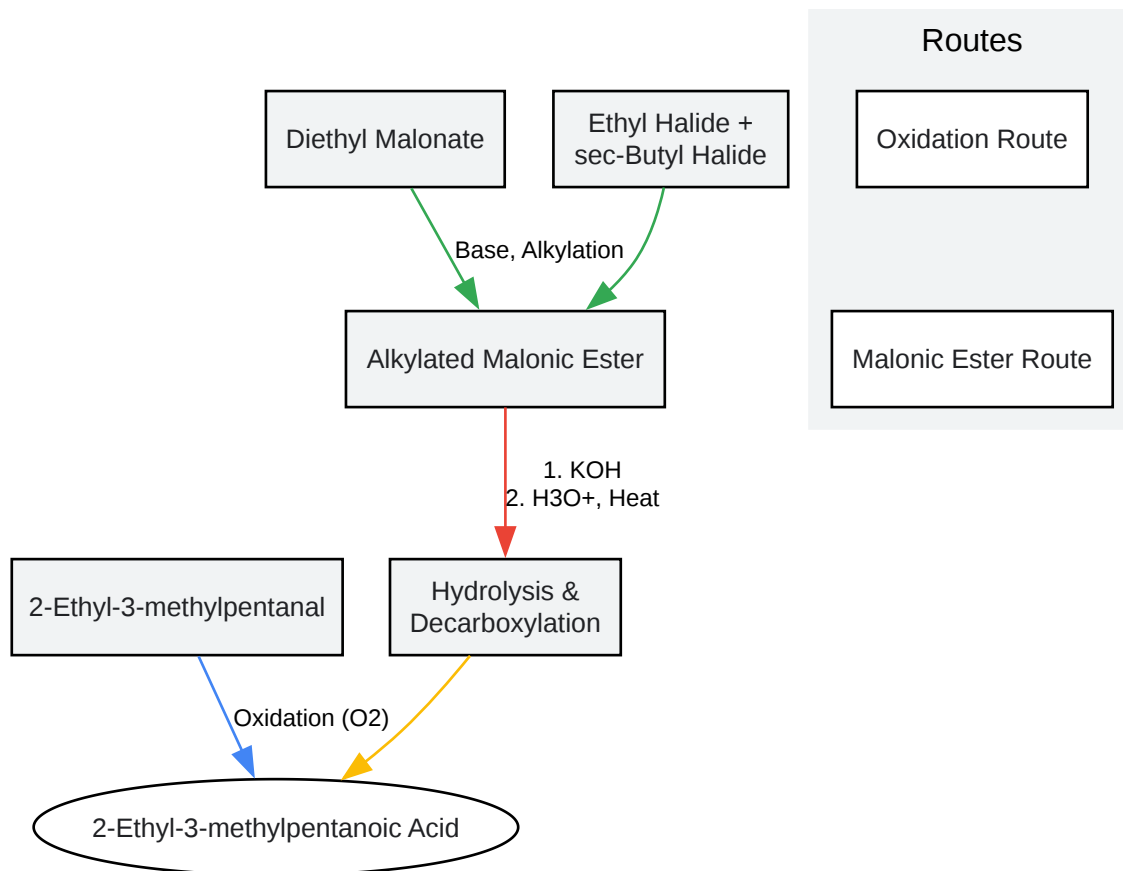 Routes
Diethyl Malonate
Ethyl Halide +
sec-Butyl Halide
Oxidation Route
Base, Alkylation
Alkylated Malonic Ester
Malonic Ester Route
1. KOH
2. H3O+, Heat
2-Ethyl-3-methylpentanal
Hydrolysis &
Decarboxylation
Oxidation (O2)
2-Ethyl-3-methylpentanoic Acid